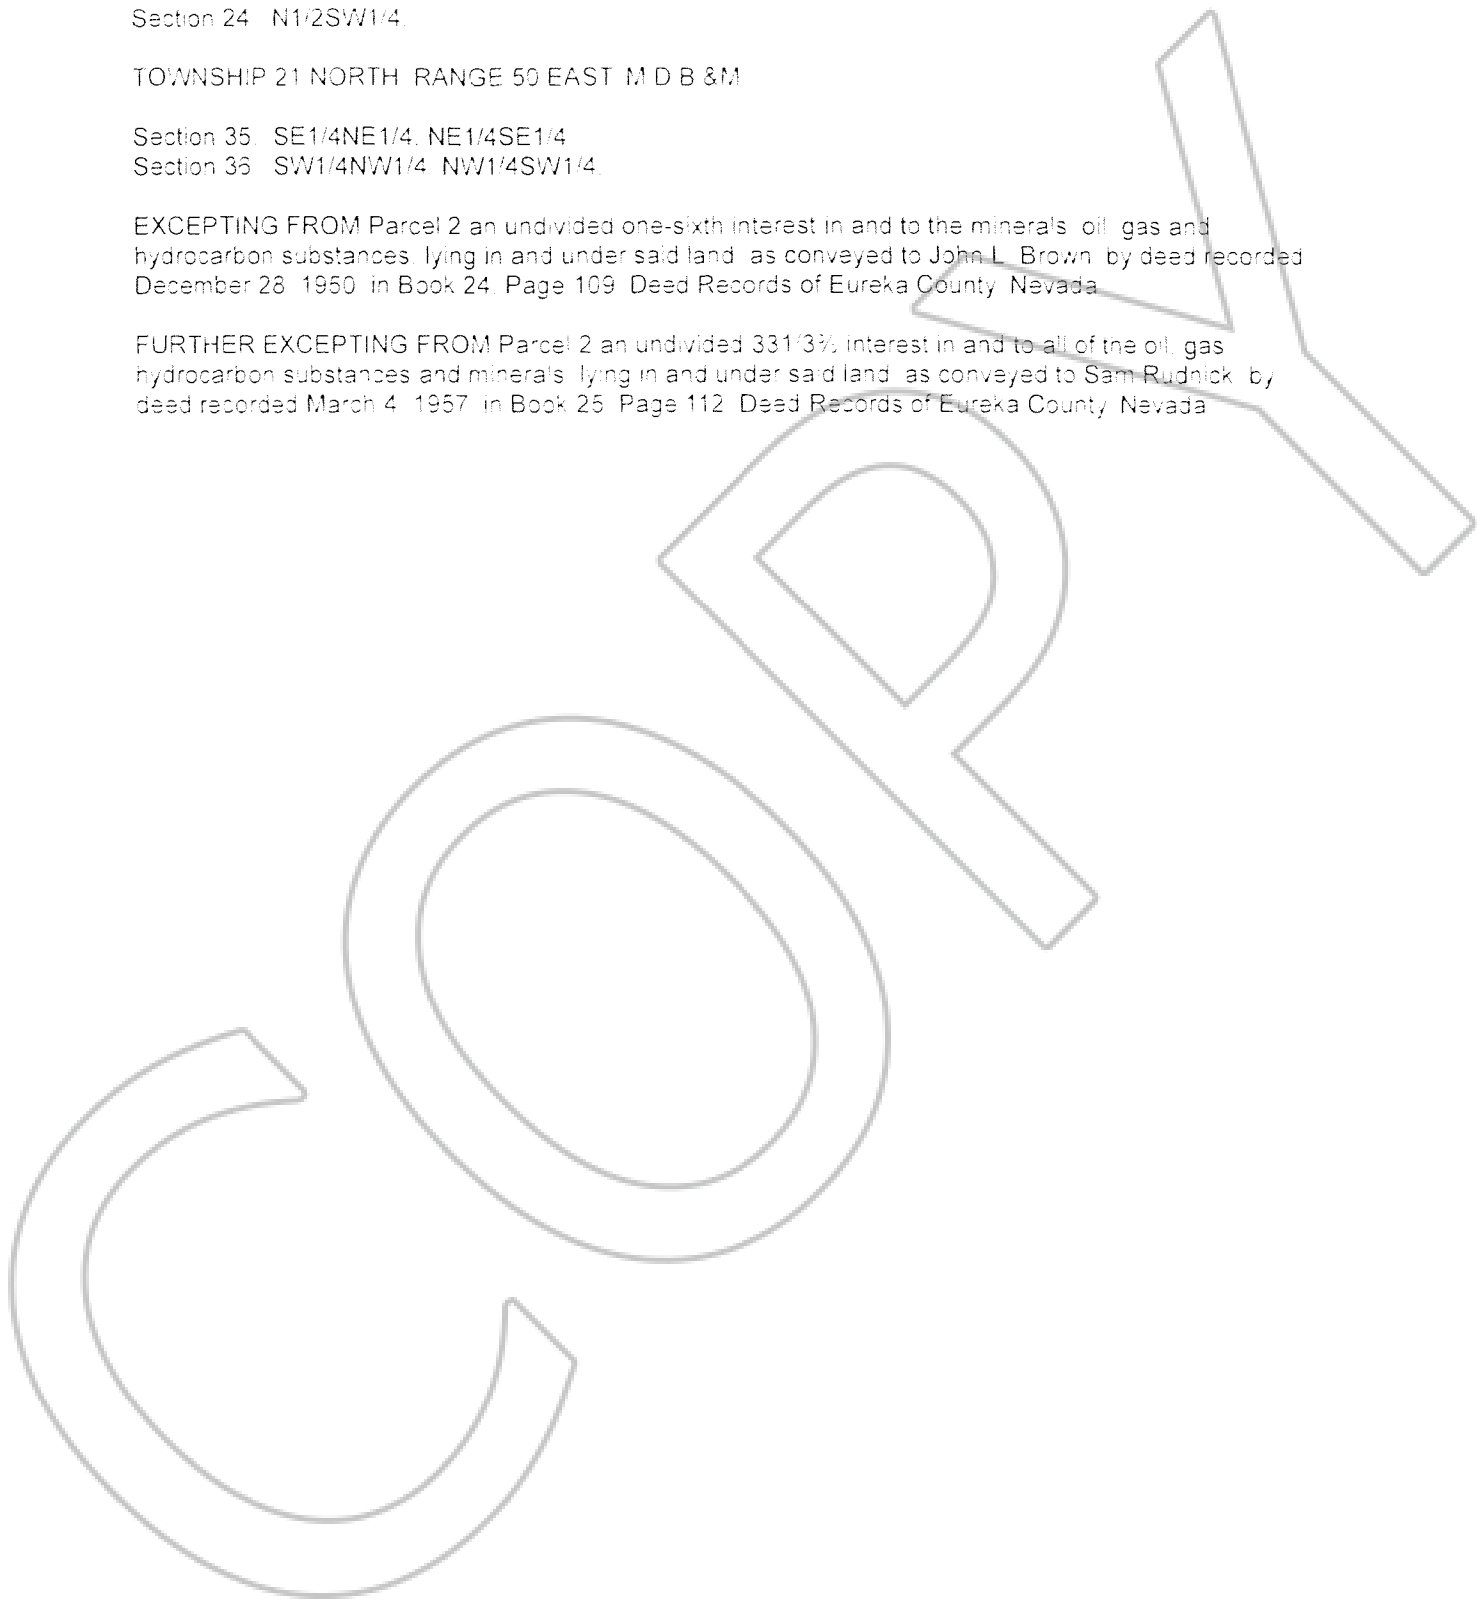 Section 24 N1/2SW1/4.
TOWNSHIP 21 NORTH RANGE 50 EAST M D B &M
Section 35. SE1/4NE1/4. NE1/4SE1/4
Section 36 SW1/4NW1/4 NW1/4SW1/4.
EXCEPTING FROM Parcel 2 an undivided one-sixth interest in and to the minerals oil gas and
hydrocarbon substances. lying in and under said land as conveyed to John L Brown by deed recorded
December 28 1950 in Book 24. Page 109 Deed Records of Eureka County Nevada
FURTHER EXCEPTING FROM Parcel 2 an undivided 331/3% interest in and to all of the oil. gas
hydrocarbon substances and minerals lying in and under said land as conveyed to Sam Rudnick by
deed recorded March 4 1957 in Book 25 Page 112 Deed Records of Eureka County Nevada
COPY